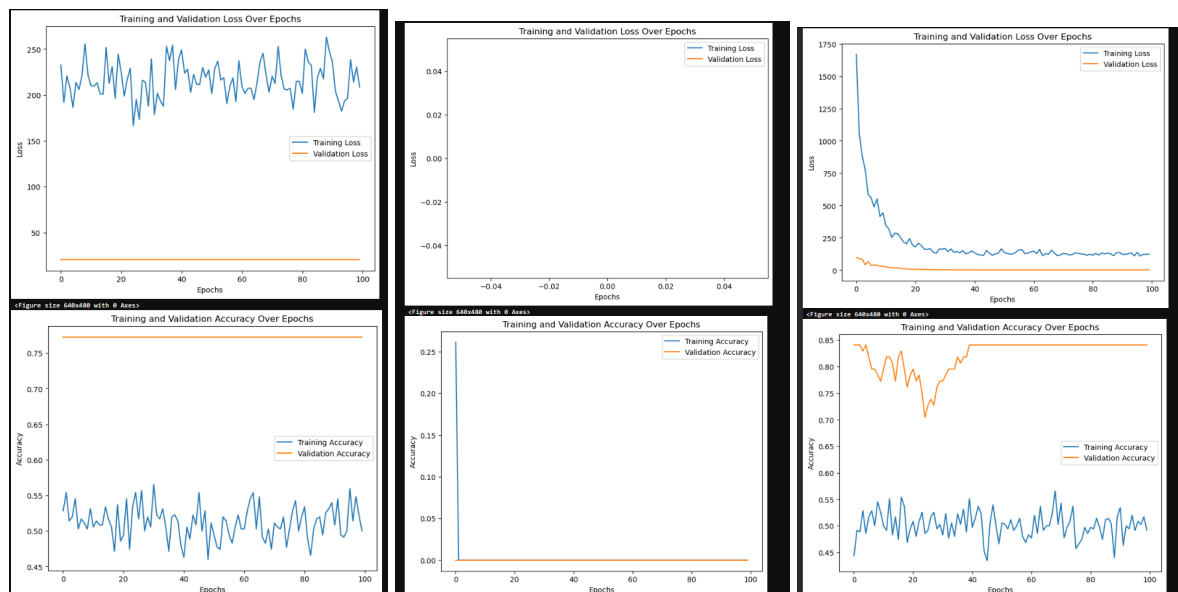 Training and Validation Loss Over Epochs
250
200
150
100
50
Loss
Training Loss
Validation Loss
0
20
40
60
80
100
Epochs
<Figure size 640x480 with 0 Axes>
Training and Validation Accuracy Over Epochs
0.75
0.70
0.65
0.60
0.55
0.50
0.45
Accuracy
Training Accuracy
Validation Accuracy
0
20
40
60
80
100
Epochs
Training and Validation Loss Over Epochs
Training Loss
Validation Loss
0.04
0.02
0.00
−0.02
−0.04
Loss
−0.04
−0.02
0.00
0.02
0.04
Epochs
<Figure size 640x480 with 0 Axes>
Training and Validation Accuracy Over Epochs
Training Accuracy
Validation Accuracy
0.25
0.20
0.15
0.10
0.05
0.00
Accuracy
0
20
40
60
80
100
Epochs
Training and Validation Loss Over Epochs
Training Loss
Validation Loss
1750
1500
1250
1000
750
500
250
0
Loss
0
20
40
60
80
100
Epochs
<Figure size 640x480 with 0 Axes>
Training and Validation Accuracy Over Epochs
0.85
0.80
0.75
0.70
0.65
0.60
0.55
0.50
0.45
Accuracy
Training Accuracy
Validation Accuracy
0
20
40
60
80
100
Epochs